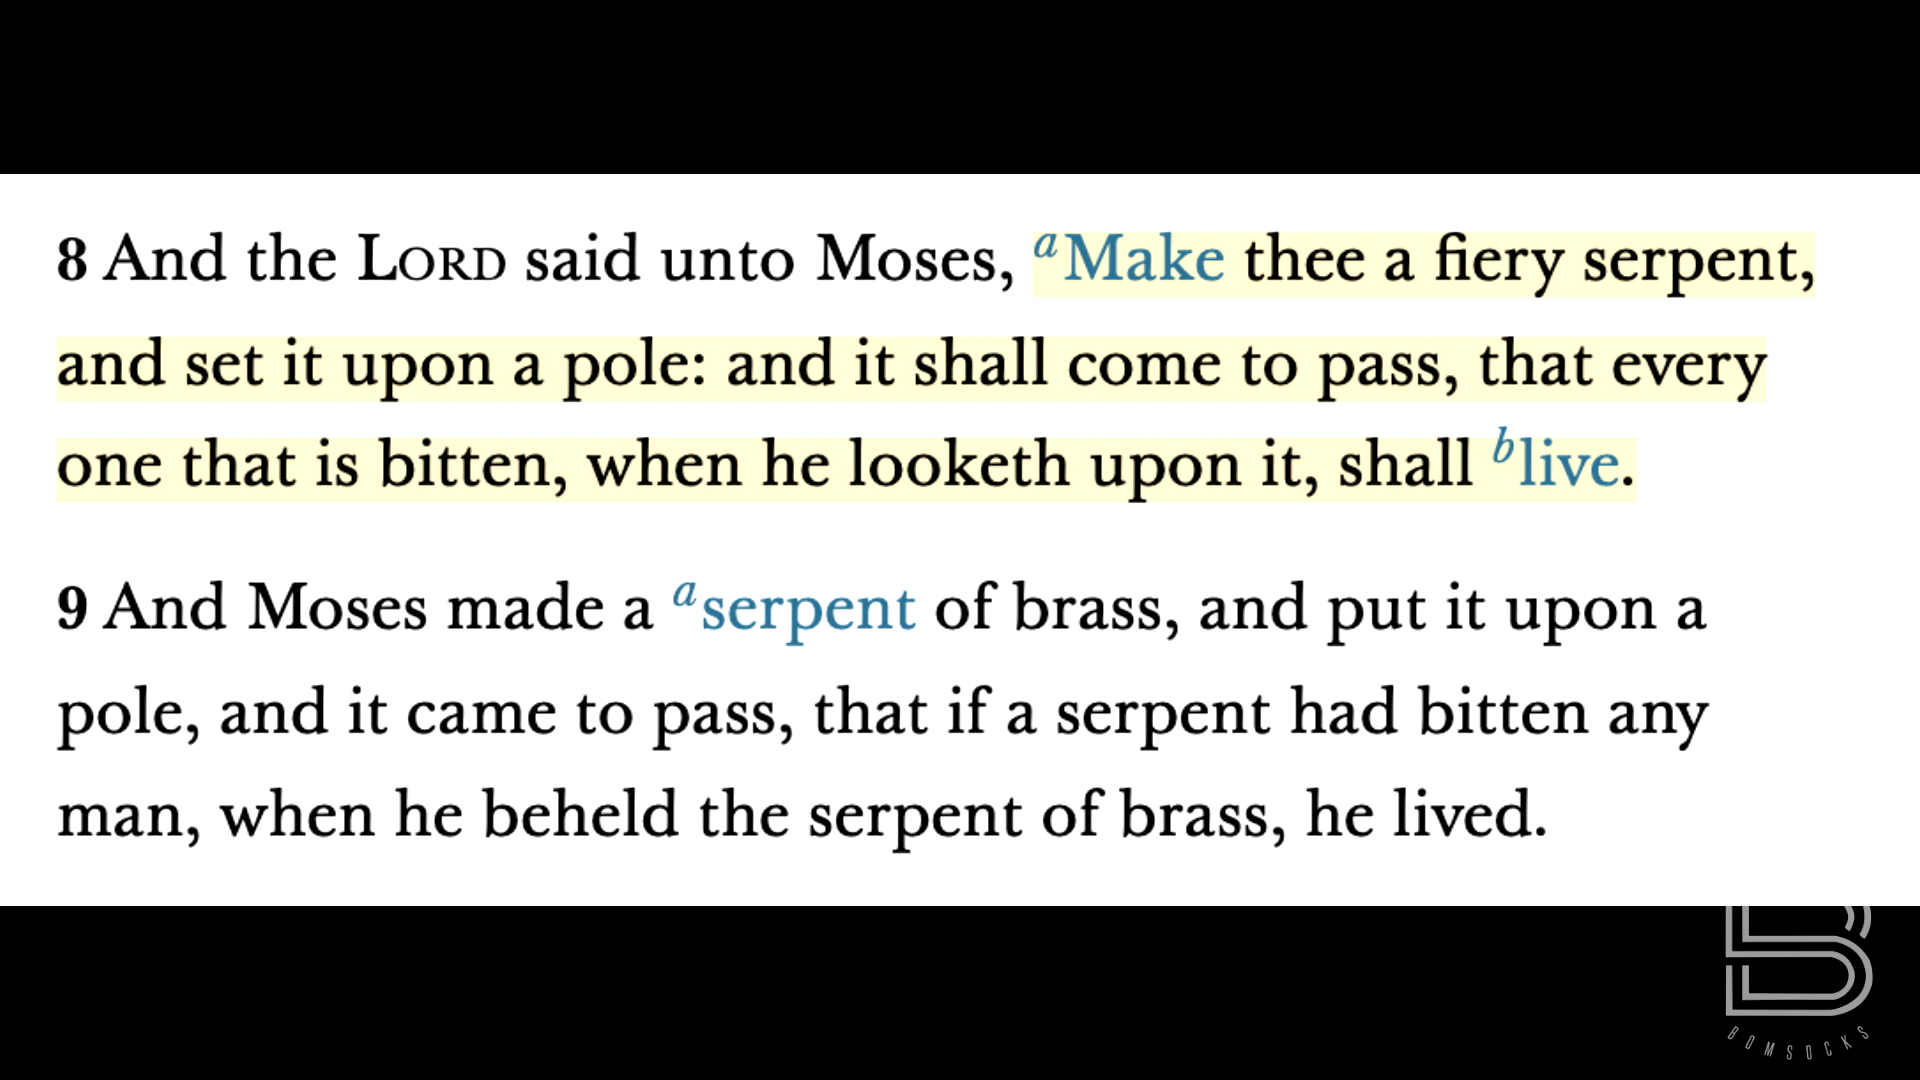 8 And the LORD said unto Moses, aMake thee a fiery serpent,
and set it upon a pole: and it shall come to pass, that every
one that is bitten, when he looketh upon it, shall blive.
9 And Moses made a aserpent of brass, and put it upon a
pole, and it came to pass, that if a serpent had bitten any
man, when he beheld the serpent of brass, he lived.
BOMSOCKS